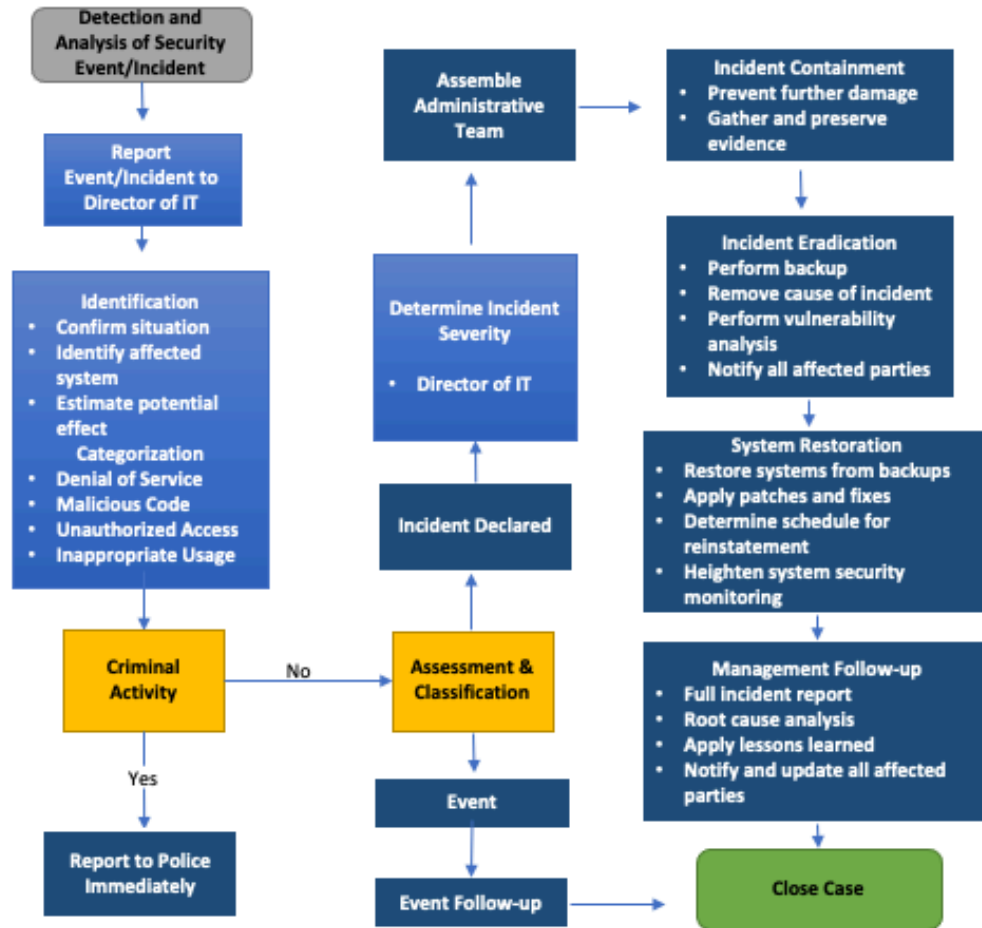 Detection and
Analysis of Security
Event/Incident
Report
Event/Incident to
Director of IT
Identification
• Confirm situation
• Identify affected
system
• Estimate potential
effect
Categorization
• Denial of Service
• Malicious Code
• Unauthorized Access
• Inappropriate Usage
Criminal
Activity
No
Yes
Report to Police
Immediately
Assemble
Administrative
Team
Determine Incident
Severity
• Director of IT
Incident Declared
Assessment &
Classification
Event
Event Follow-up
Incident Containment
• Prevent further damage
• Gather and preserve
evidence
Incident Eradication
• Perform backup
• Remove cause of incident
• Perform vulnerability
analysis
• Notify all affected parties
System Restoration
• Restore systems from backups
• Apply patches and fixes
• Determine schedule for
reinstatement
• Heighten system security
monitoring
Management Follow-up
• Full incident report
• Root cause analysis
• Apply lessons learned
• Notify and update all affected
parties
Close Case